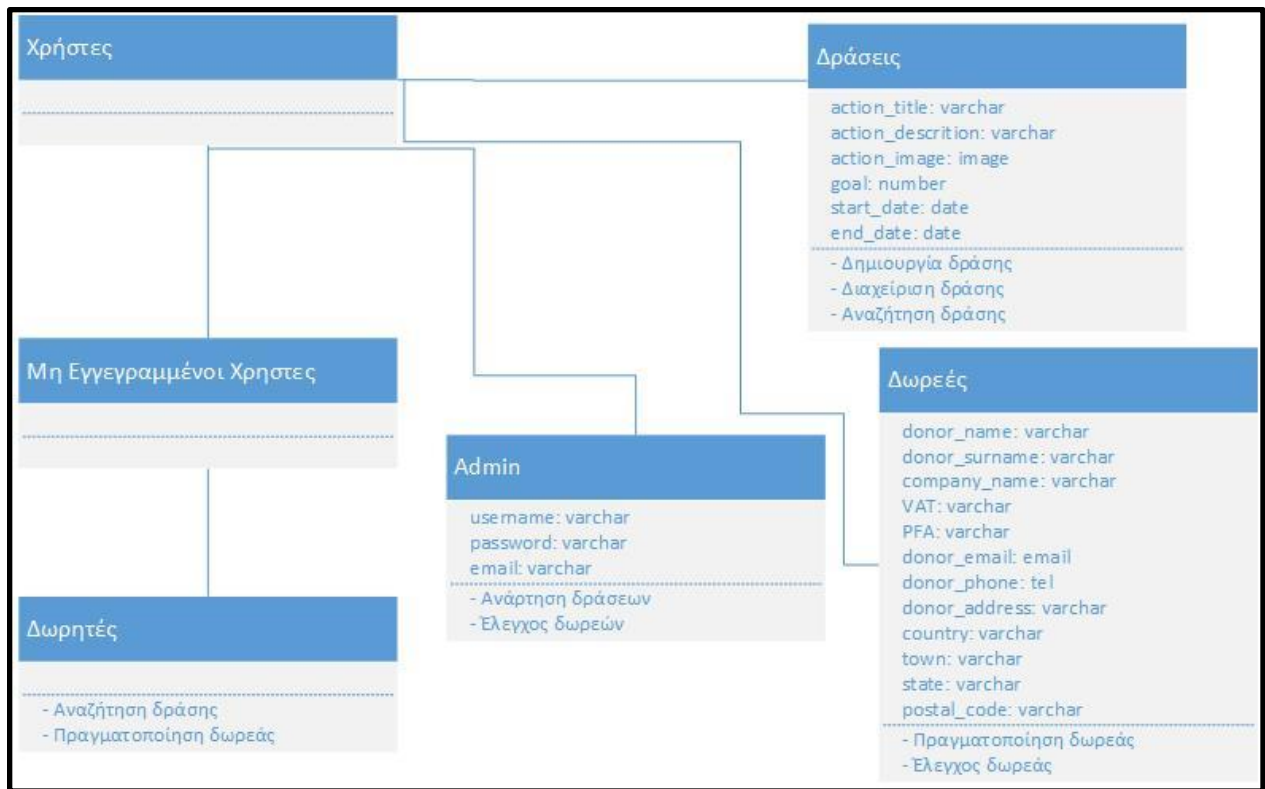 Χρήστες
Δράσεις
action_title: varchar
action_descrition: varchar
action_image: image
goal: number
start_date: date
end_date: date
- Δημιουργία δράσης
- Διαχείριση δράσης
- Αναζήτηση δράσης
Μη Εγγεγραμμένοι Χρηστες
Admin
username: varchar
password: varchar
email: varchar
- Ανάρτηση δράσεων
- Έλεγχος δωρεών
Δωρεές
donor_name: varchar
donor_surname: varchar
company_name: varchar
VAT: varchar
PFA: varchar
donor_email: email
donor_phone: tel
donor_address: varchar
country: varchar
town: varchar
state: varchar
postal_code: varchar
- Πραγματοποίηση δωρεάς
- Έλεγχος δωρεάς
Δωρητές
- Αναζήτηση δράσης
- Πραγματοποίηση δωρεάς